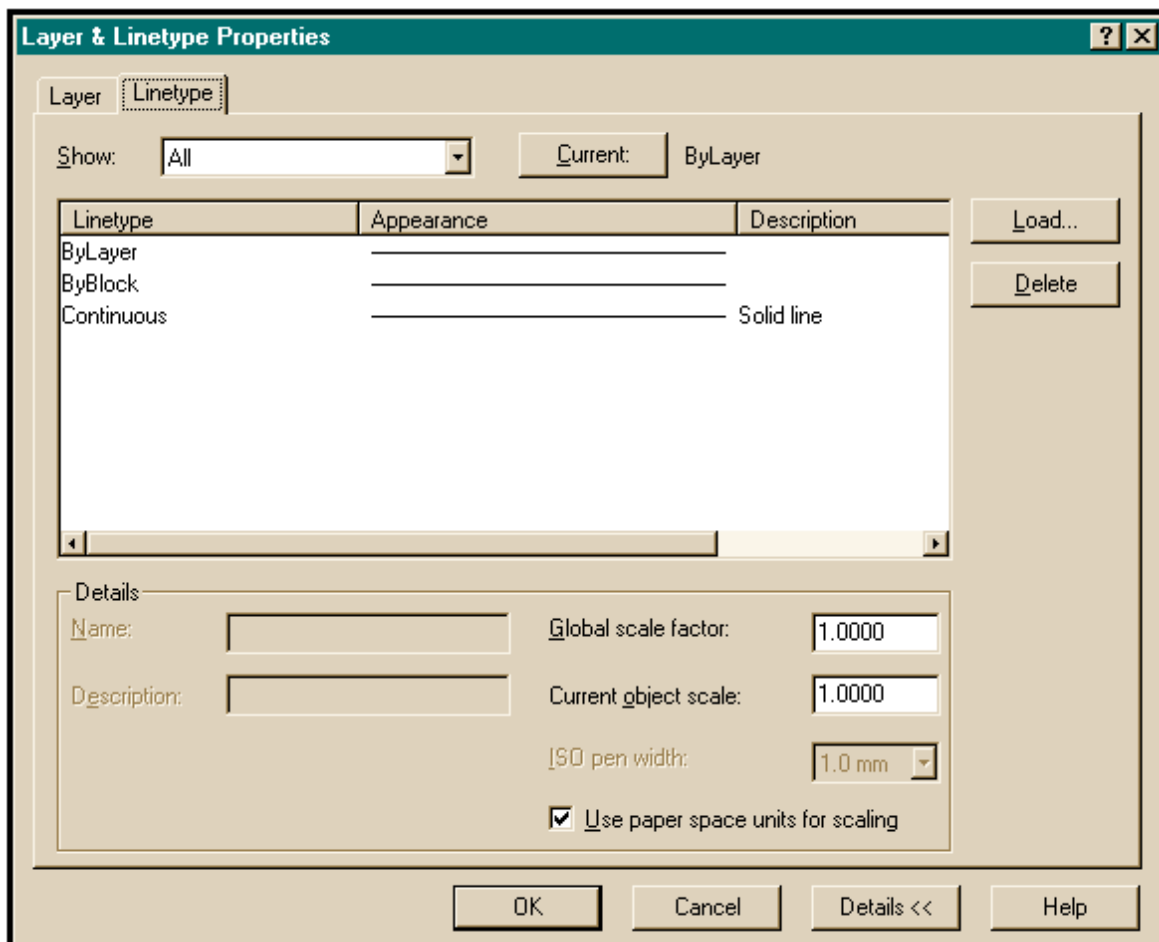 Layer & Linetype Properties
Layer Linetype
Show: All Current: ByLayer
Linetype Appearance Description
Load...
ByLayer
ByBlock
Delete
Continuous Solid line
Details
Name: Global scale factor: 1.0000
Description: Current object scale: 1.0000
ISO pen width: 1.0 mm
Use paper space units for scaling
OK Cancel Details << Help